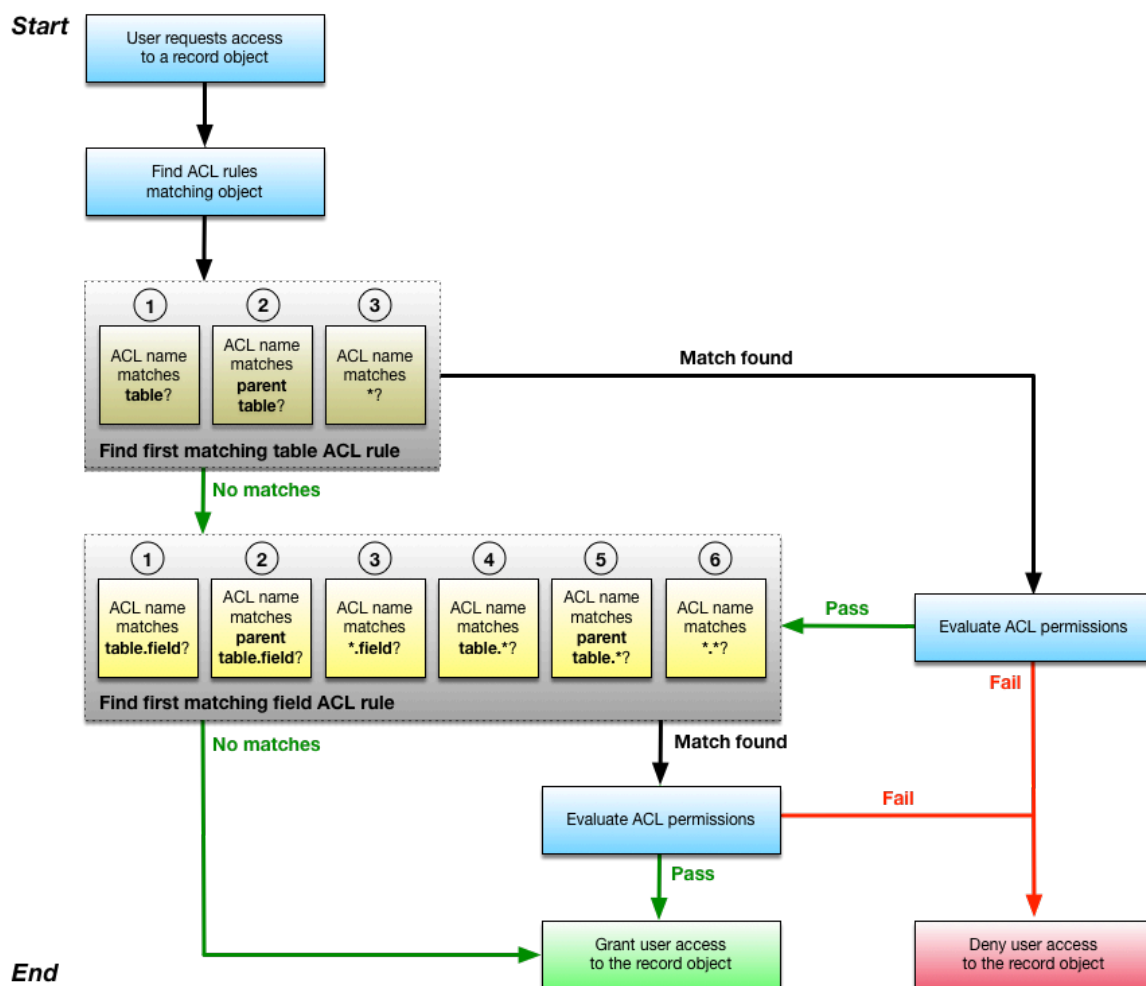 Start
User requests access
to a record object
Find ACL rules
matching object
1
2
3
ACL name
matches
table?
ACL name
matches
parent
table?
ACL name
matches
*?
Find first matching table ACL rule
Match found
No matches
1
2
3
4
5
6
ACL name
matches
table.field?
ACL name
matches
parent
table.field?
ACL name
matches
*.field?
ACL name
matches
table.*?
ACL name
matches
parent
table.*?
ACL name
matches
*.*?
Find first matching field ACL rule
Pass
Evaluate ACL permissions
Fail
No matches
Match found
Evaluate ACL permissions
Fail
Pass
Grant user access
to the record object
Deny user access
to the record object
End